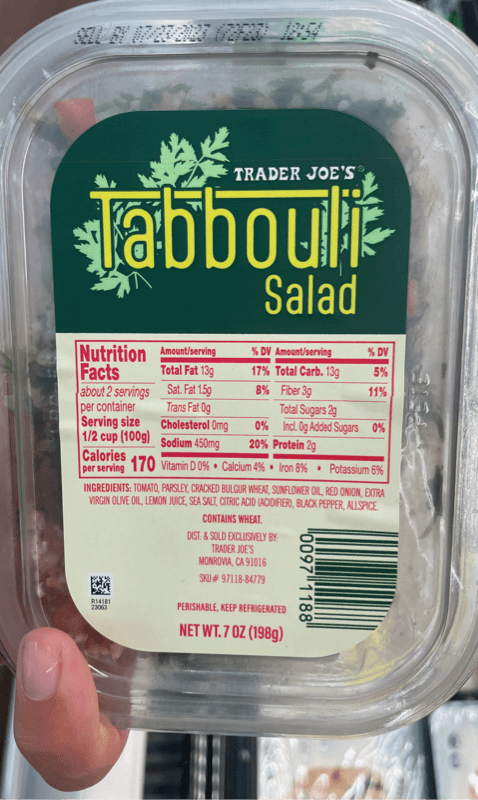 SELL BY
TRADER JOE'S
Tabbouli
Salad
Nutrition Facts
about 2 servings
per container
Serving size
1/2 cup (100g)
Calories
per serving 170
Amount/serving % DV
Total Fat 13g 17%
Sat. Fat 1.5g 8%
Trans Fat 0g
Cholesterol 0mg 0%
Sodium 450mg 20%
Amount/serving % DV
Total Carb. 13g 5%
Fiber 3g 11%
Total Sugars 2g
Incl. 0g Added Sugars 0%
Protein 2g
Vitamin D 0% • Calcium 4% • Iron 8% • Potassium 6%
INGREDIENTS: TOMATO, PARSLEY, CRACKED BULGUR WHEAT, SUNFLOWER OIL, RED ONION, EXTRA
VIRGIN OLIVE OIL, LEMON JUICE, SEA SALT, CITRIC ACID (ACIDIFIER), BLACK PEPPER, ALLSPICE.
CONTAINS WHEAT.
DIST. & SOLD EXCLUSIVELY BY:
TRADER JOE'S
MONROVIA, CA 91016
SKU# 97118-84779
R14181
23063
PERISHABLE, KEEP REFRIGERATED
NET WT. 7 OZ (198g)
0097 1188